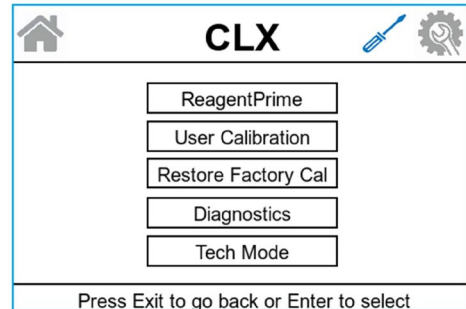 CLX
ReagentPrime
User Calibration
Restore Factory Cal
Diagnostics
Tech Mode
Press Exit to go back or Enter to select